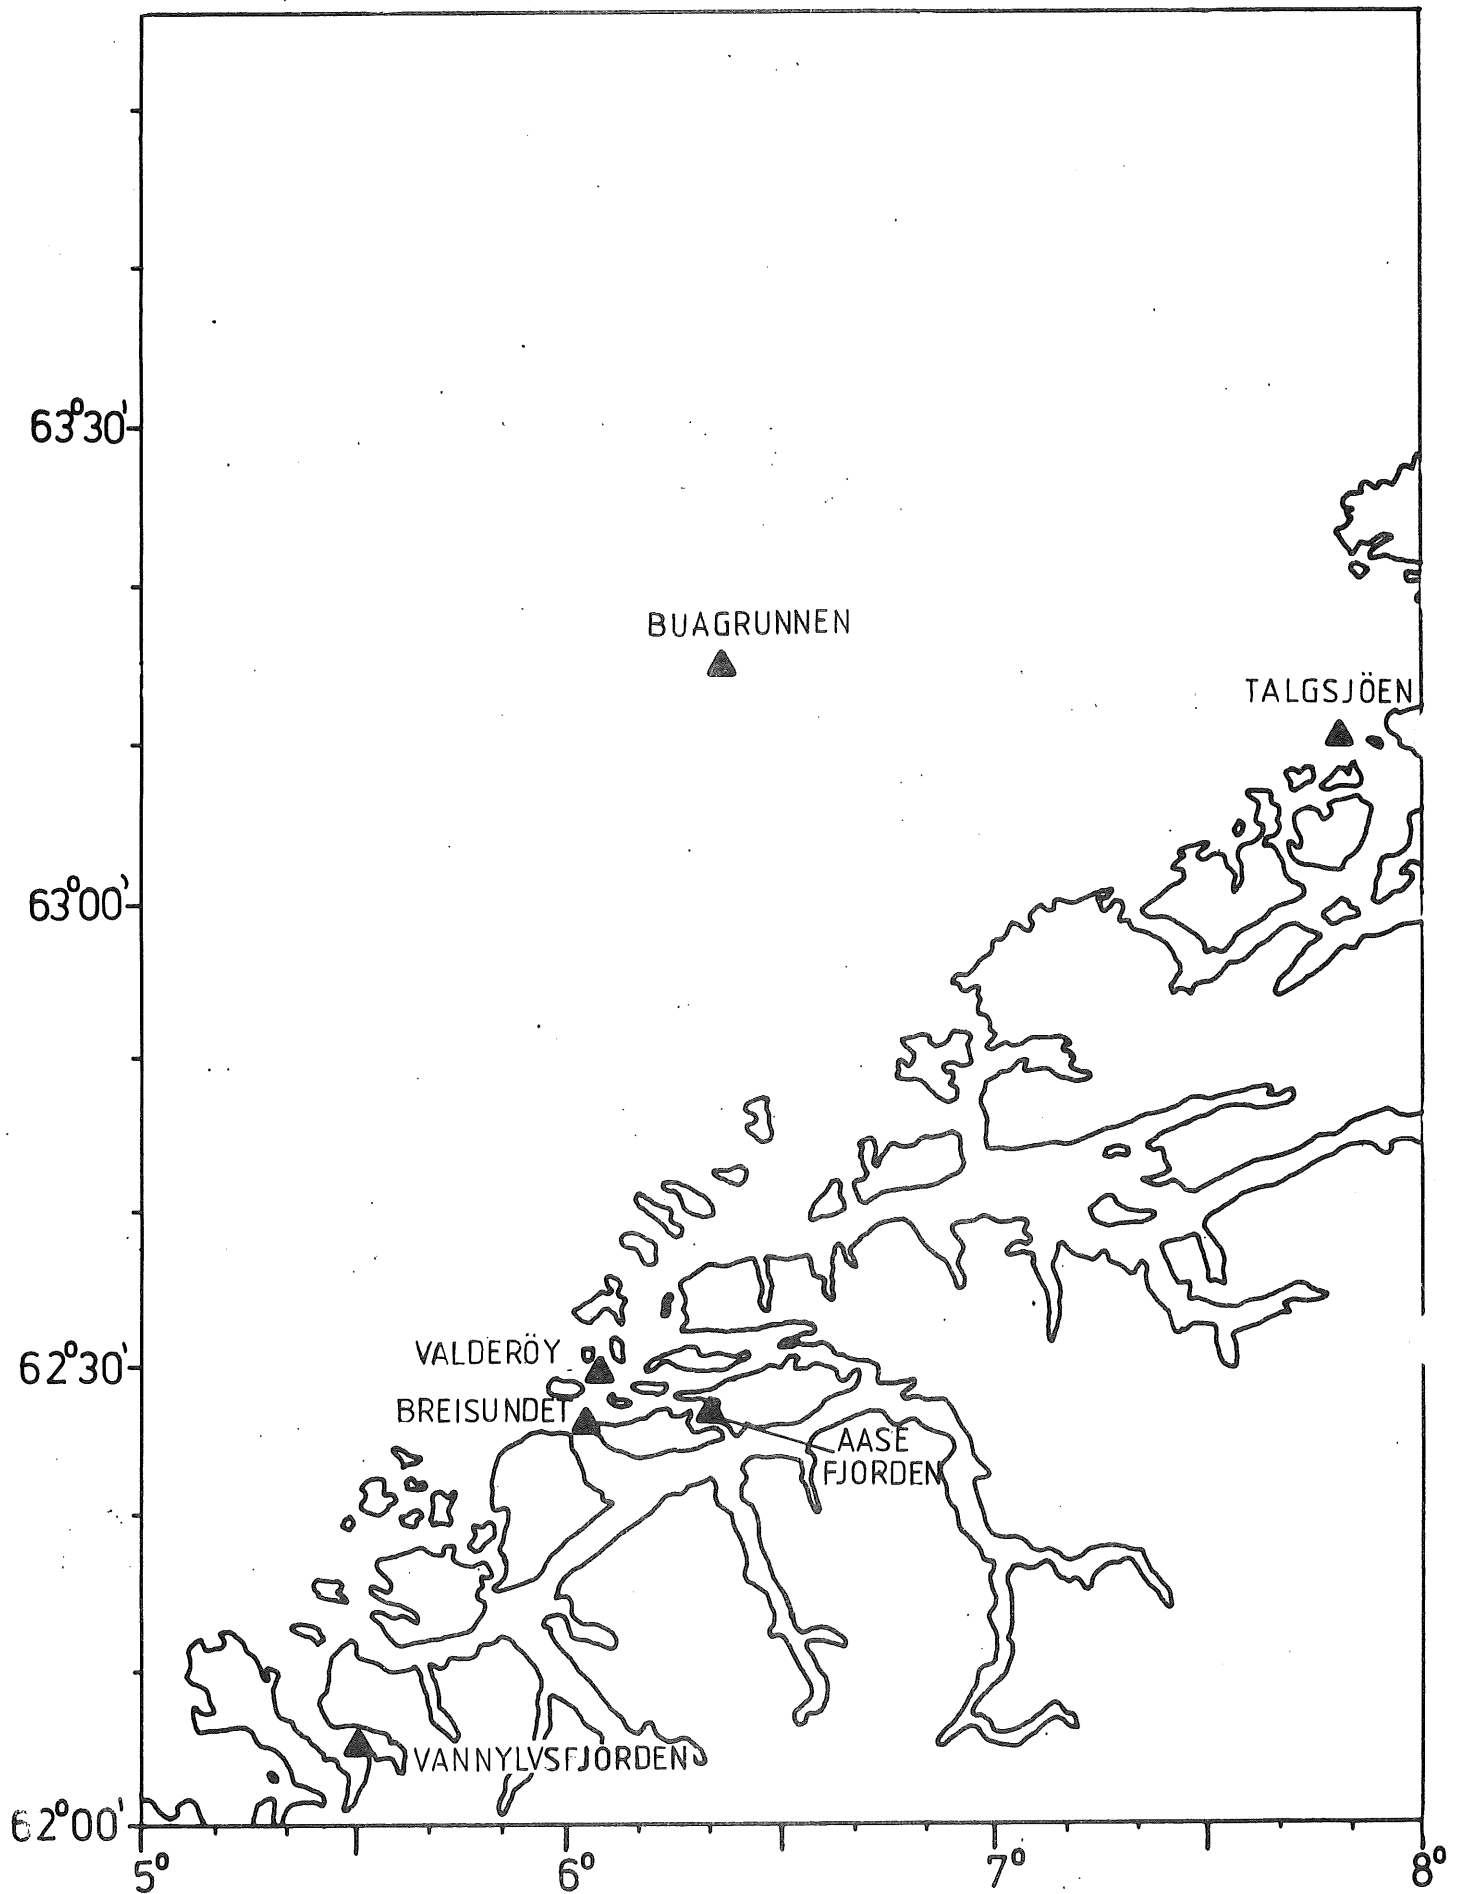 63°30'
BUAGRUNNEN
TALGSJÖEN
63°00'
VALDERÖY
62°30'
BREISUNDET
AASE
FJORDEN
VANNYLVSFJORDEN
62°00'
5° 6° 7° 8°